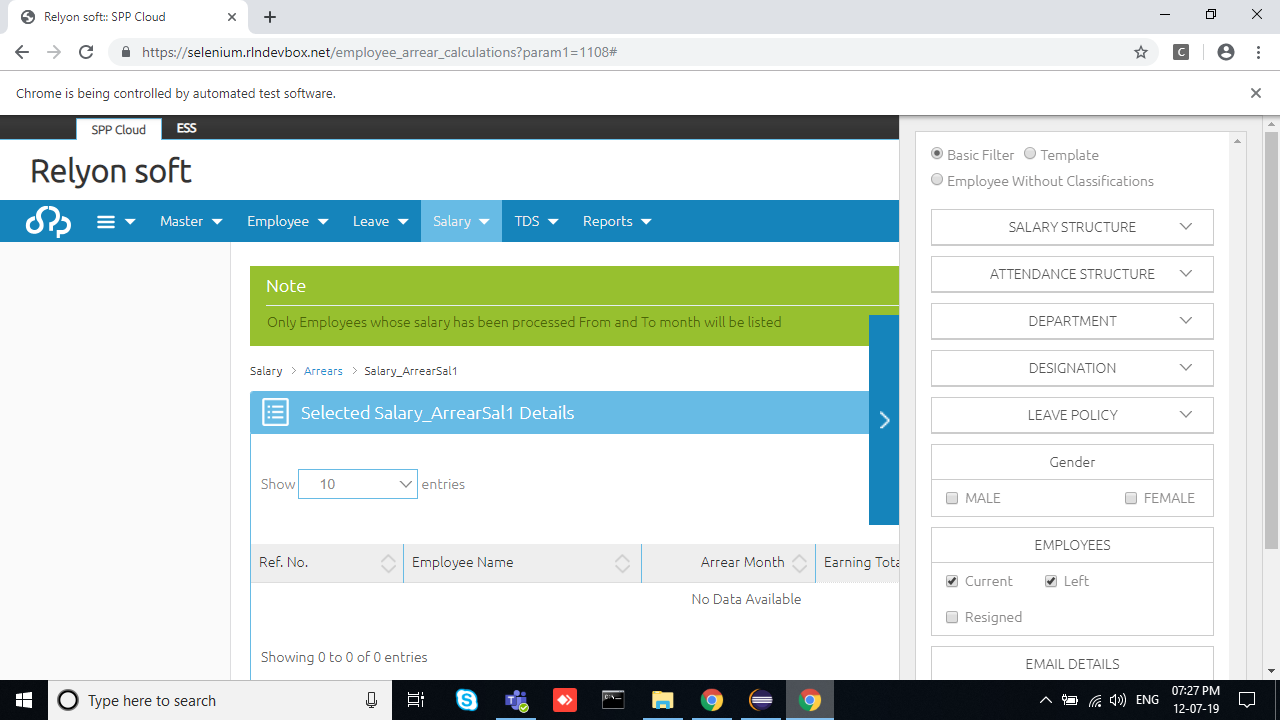 Relyon soft:: SPP Cloud
https://selenium.rlndevbox.net/employee_arrear_calculations?param1=1108#
C
Chrome is being controlled by automated test software.
SPP Cloud
ESS
Relyon soft
Master
Employee
Leave
Salary
TDS
Reports
Note
Only Employees whose salary has been processed From and To month will be listed
Salary
Arrears
Salary_ArrearSal1
Selected Salary_ArrearSal1 Details
Show 10 entries
Ref. No.
Employee Name
Arrear Month
Earning Tota
No Data Available
Showing 0 to 0 of 0 entries
Basic Filter
Template
Employee Without Classifications
SALARY STRUCTURE
ATTENDANCE STRUCTURE
DEPARTMENT
DESIGNATION
LEAVE POLICY
Gender
MALE
FEMALE
EMPLOYEES
Current
Left
Resigned
EMAIL DETAILS
Type here to search
ENG
07:27 PM
12-07-19